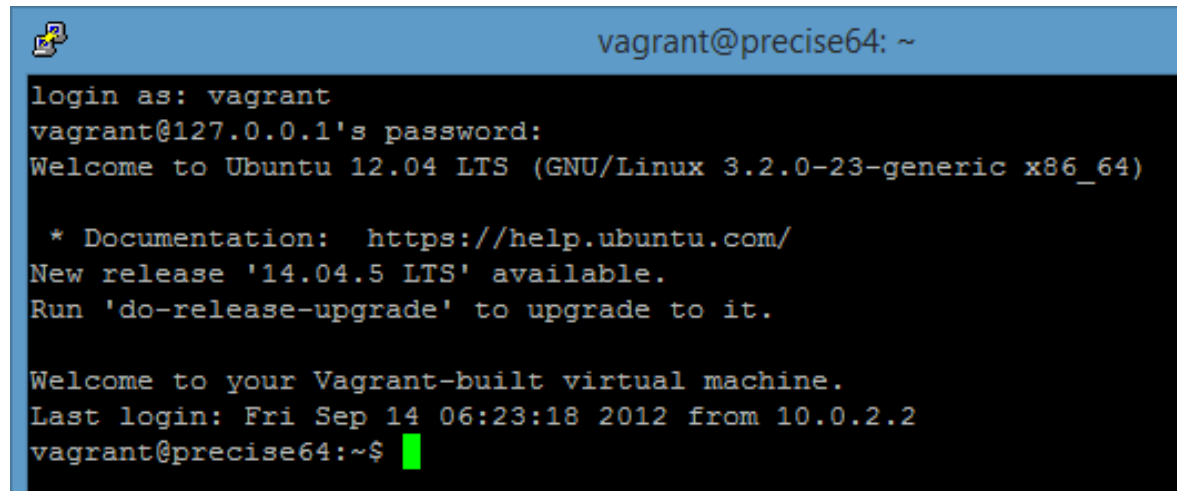 vagrant@precise64: ~
login as: vagrant
vagrant@127.0.0.1's password:
Welcome to Ubuntu 12.04 LTS (GNU/Linux 3.2.0-23-generic x86_64)
* Documentation:  https://help.ubuntu.com/
New release '14.04.5 LTS' available.
Run 'do-release-upgrade' to upgrade to it.
Welcome to your Vagrant-built virtual machine.
Last login: Fri Sep 14 06:23:18 2012 from 10.0.2.2
vagrant@precise64:~$